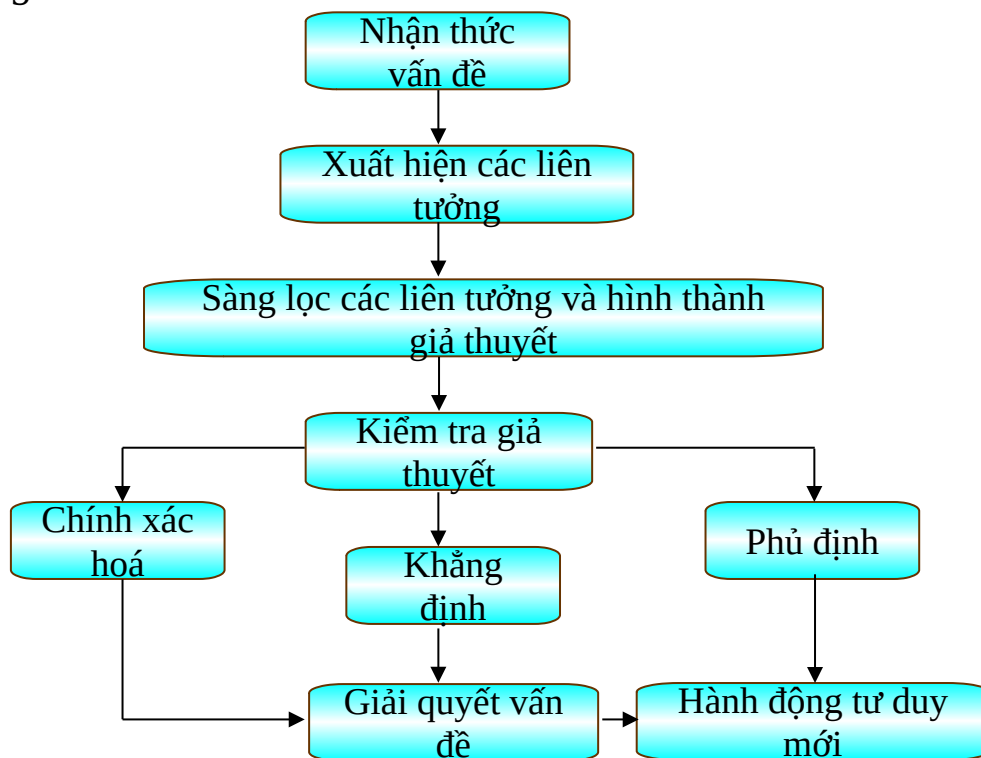 Nhận thức
vấn đề
Xuất hiện các liên
tưởng
Sàng lọc các liên tưởng và hình thành
giả thuyết
Kiểm tra giả
thuyết
Chính xác
hoá
Khẳng
định
Phủ định
Giải quyết vấn
đề
Hành động tư duy
mới